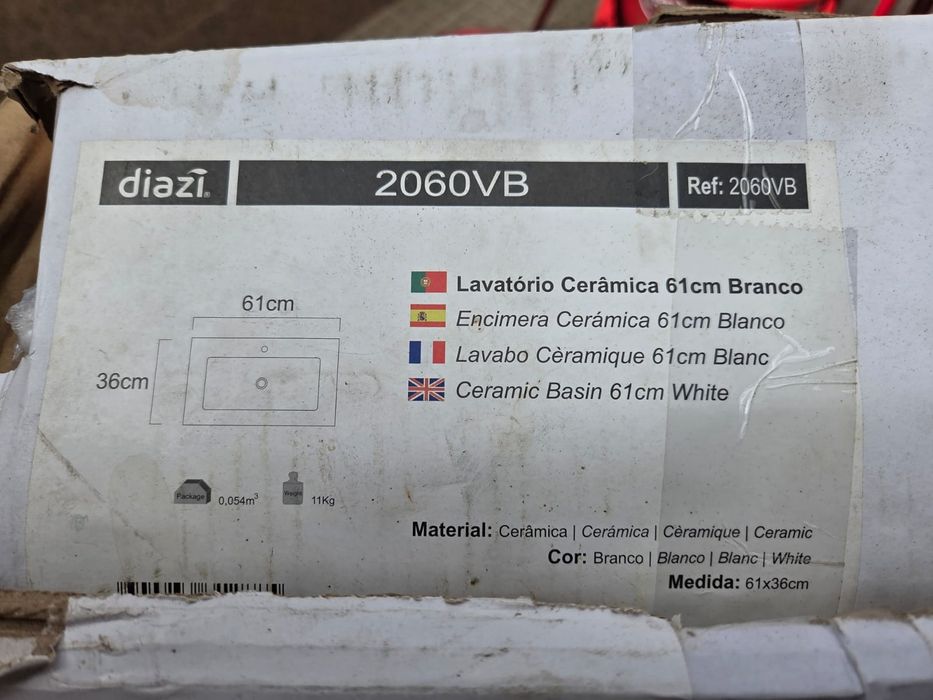 diazi® 2060VB Ref: 2060VB
61cm
36cm
Lavatório Cerâmica 61cm Branco
Encimera Cerámica 61cm Blanco
Lavabo Cèramique 61cm Blanc
Ceramic Basin 61cm White
Package 0,054m³ Weight 11Kg
Material: Cerâmica | Cerámica | Cèramique | Ceramic
Cor: Branco | Blanco | Blanc | White
Medida: 61x36cm